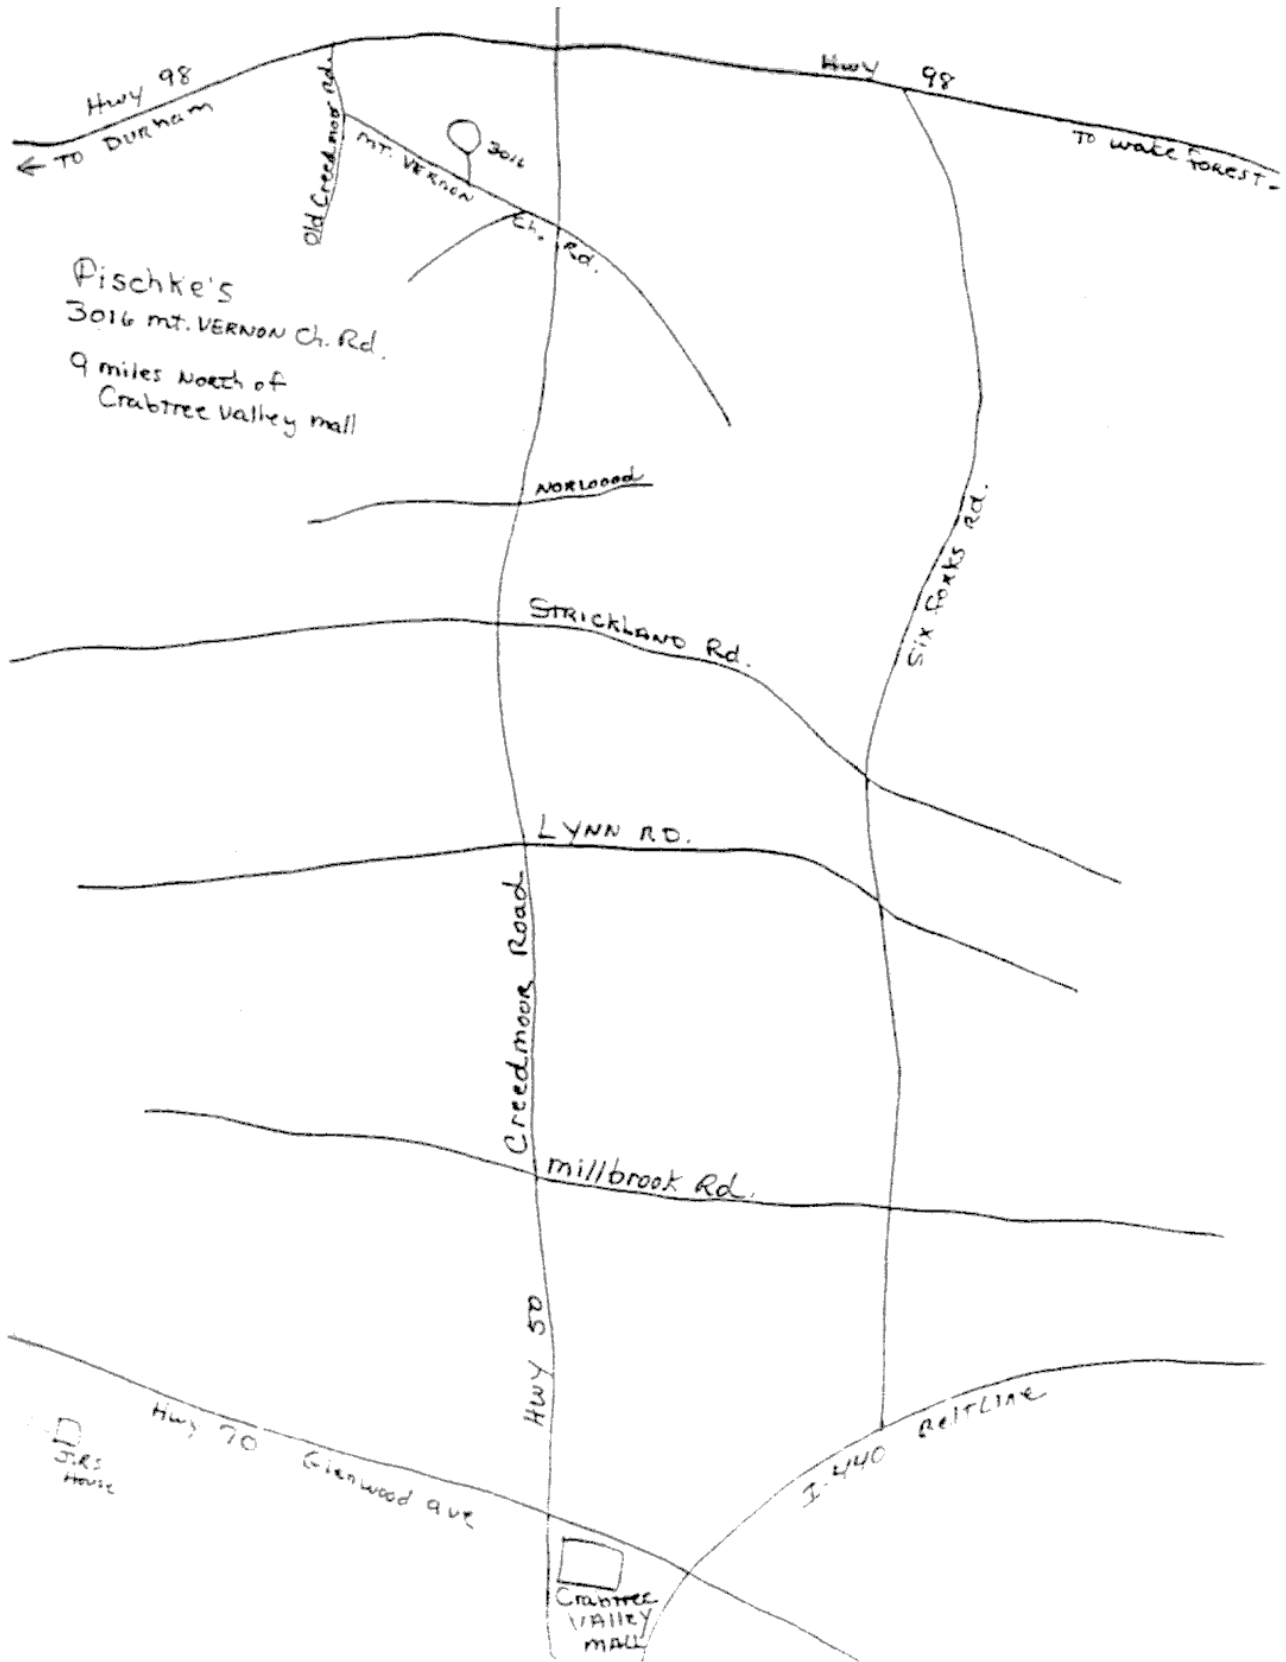 Hwy 98
Hwy 98
← TO DURHAM
TO WAKE FOREST-
Old Creedmoor Rd.
MT. VERNON
3016
Ch. Rd.
Pischke's
3016 MT. VERNON Ch. Rd.
9 miles North of
Crabtree Valley mall
NORWOOD
Six Forks Rd.
STRICKLAND Rd.
LYNN RD.
Creedmoor Road
Millbrook Rd.
HWY 50
BeltLine
I-440
Hwy 70 Glenwood ave
J.R.s
House
Crabtree
VAlley
MALL